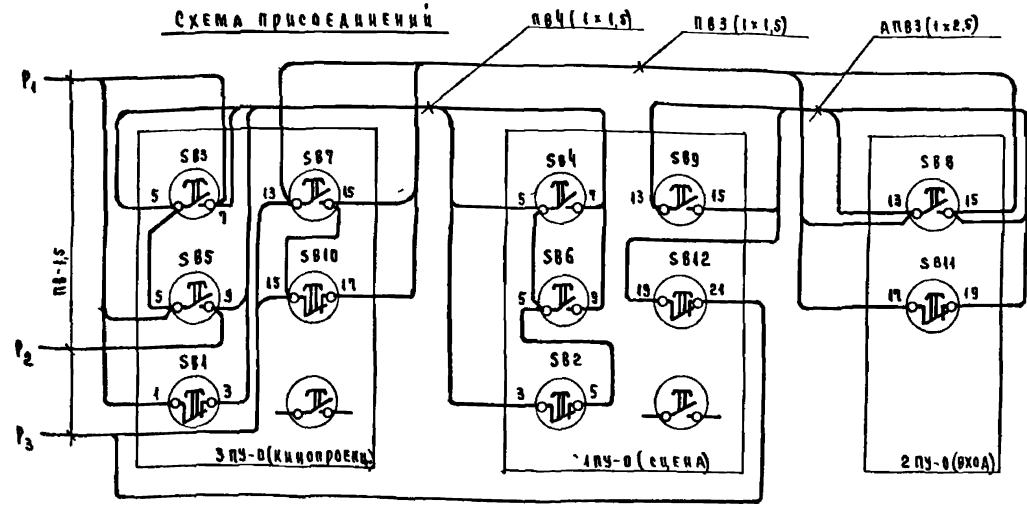 Схема присоединений
ПВ4(1×1,5)
ПВ3(1×1,5)
АПВ3(1×2.5)
P₁
SB3
SB7
SB4
SB9
SB8
5
7
13
15
5
7
13
15
13
15
ПВ-1,5
SB5
SB10
SB6
SB12
SB11
5
9
15
17
5
9
19
21
17
19
P₂
SB1
SB2
1
3
3
5
P₃
3ПУ-0(кинопроекц)
1ПУ-0(сцена)
2ПУ-0(вход)